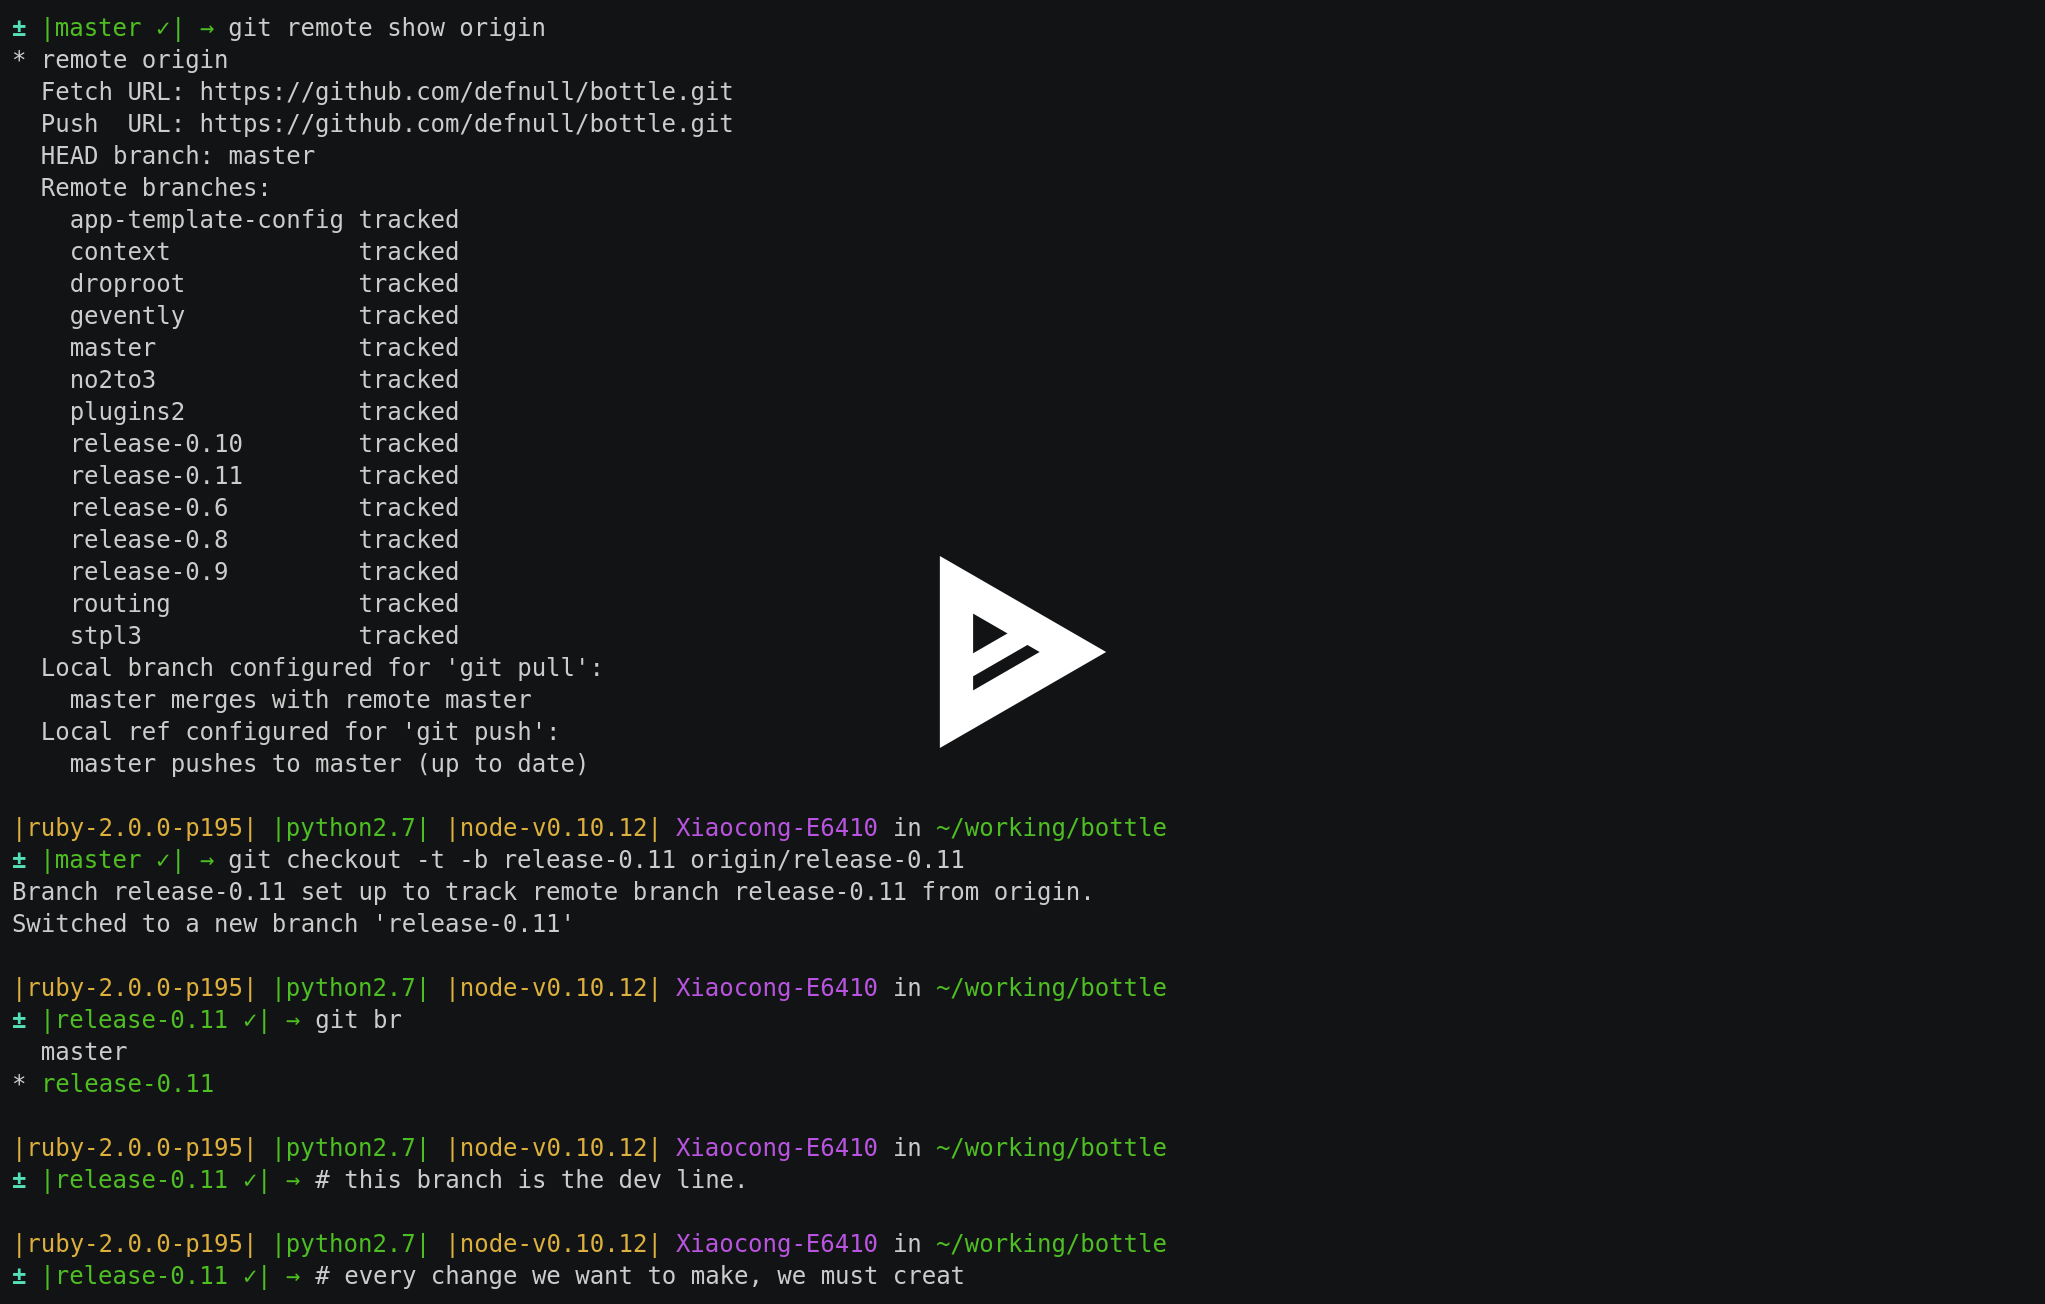 ± |master ✓| → git remote show origin
* remote origin
  Fetch URL: https://github.com/defnull/bottle.git
  Push  URL: https://github.com/defnull/bottle.git
  HEAD branch: master
  Remote branches:
    app-template-config tracked
    context             tracked
    droproot            tracked
    gevently            tracked
    master              tracked
    no2to3              tracked
    plugins2            tracked
    release-0.10        tracked
    release-0.11        tracked
    release-0.6         tracked
    release-0.8         tracked
    release-0.9         tracked
    routing             tracked
    stpl3               tracked
  Local branch configured for 'git pull':
    master merges with remote master
  Local ref configured for 'git push':
    master pushes to master (up to date)

|ruby-2.0.0-p195| |python2.7| |node-v0.10.12| Xiaocong-E6410 in ~/working/bottle
± |master ✓| → git checkout -t -b release-0.11 origin/release-0.11
Branch release-0.11 set up to track remote branch release-0.11 from origin.
Switched to a new branch 'release-0.11'

|ruby-2.0.0-p195| |python2.7| |node-v0.10.12| Xiaocong-E6410 in ~/working/bottle
± |release-0.11 ✓| → git br
  master
* release-0.11

|ruby-2.0.0-p195| |python2.7| |node-v0.10.12| Xiaocong-E6410 in ~/working/bottle
± |release-0.11 ✓| → # this branch is the dev line.

|ruby-2.0.0-p195| |python2.7| |node-v0.10.12| Xiaocong-E6410 in ~/working/bottle
± |release-0.11 ✓| → # every change we want to make, we must creat